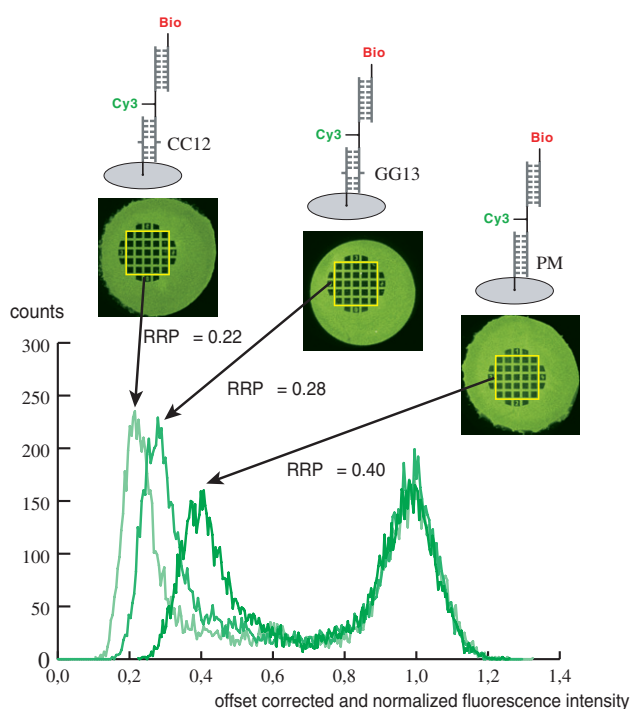 Bio
Cy3
CC12
Bio
Cy3
GG13
Bio
Cy3
PM
counts
RRP = 0.22
RRP = 0.28
RRP = 0.40
300
250
200
150
100
50
0
0,0 0,2 0,4 0,6 0,8 1,0 1,2 1,4
offset corrected and normalized fluorescence intensity